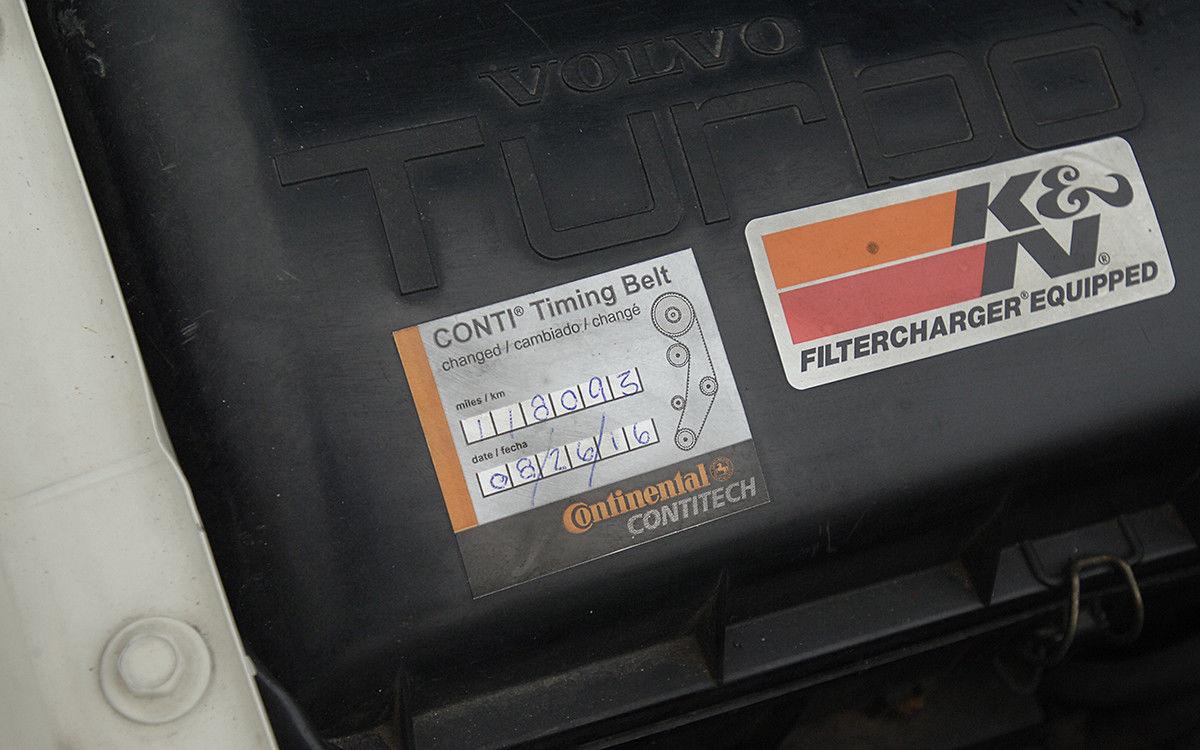 VOLVO
Turbo
K&N®
FILTERCHARGER® EQUIPPED
CONTI® Timing Belt
changed / cambiado / changé
miles / km
118093
date / fecha
08/26/16
Continental
CONTITECH